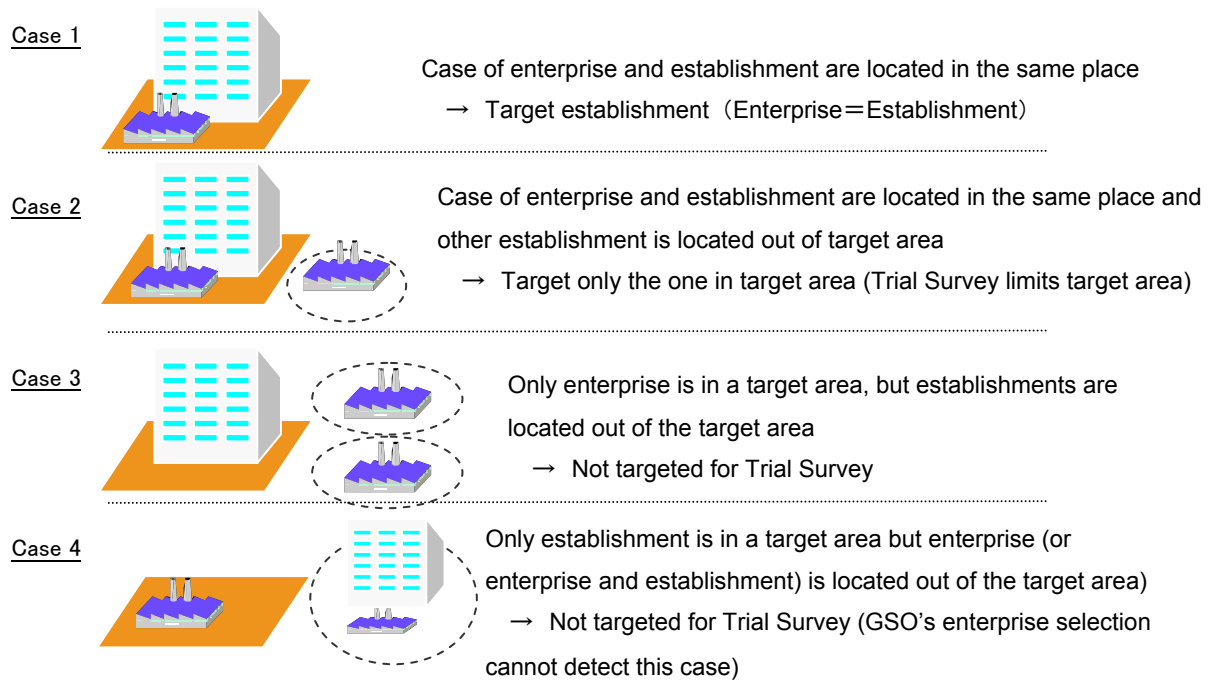 Case 1
Case of enterprise and establishment are located in the same place
→ Target establishment（Enterprise＝Establishment）
Case 2
Case of enterprise and establishment are located in the same place and
other establishment is located out of target area
→ Target only the one in target area (Trial Survey limits target area)
Case 3
Only enterprise is in a target area, but establishments are
located out of the target area
→ Not targeted for Trial Survey
Case 4
Only establishment is in a target area but enterprise (or
enterprise and establishment) is located out of the target area)
→ Not targeted for Trial Survey (GSO’s enterprise selection
cannot detect this case)